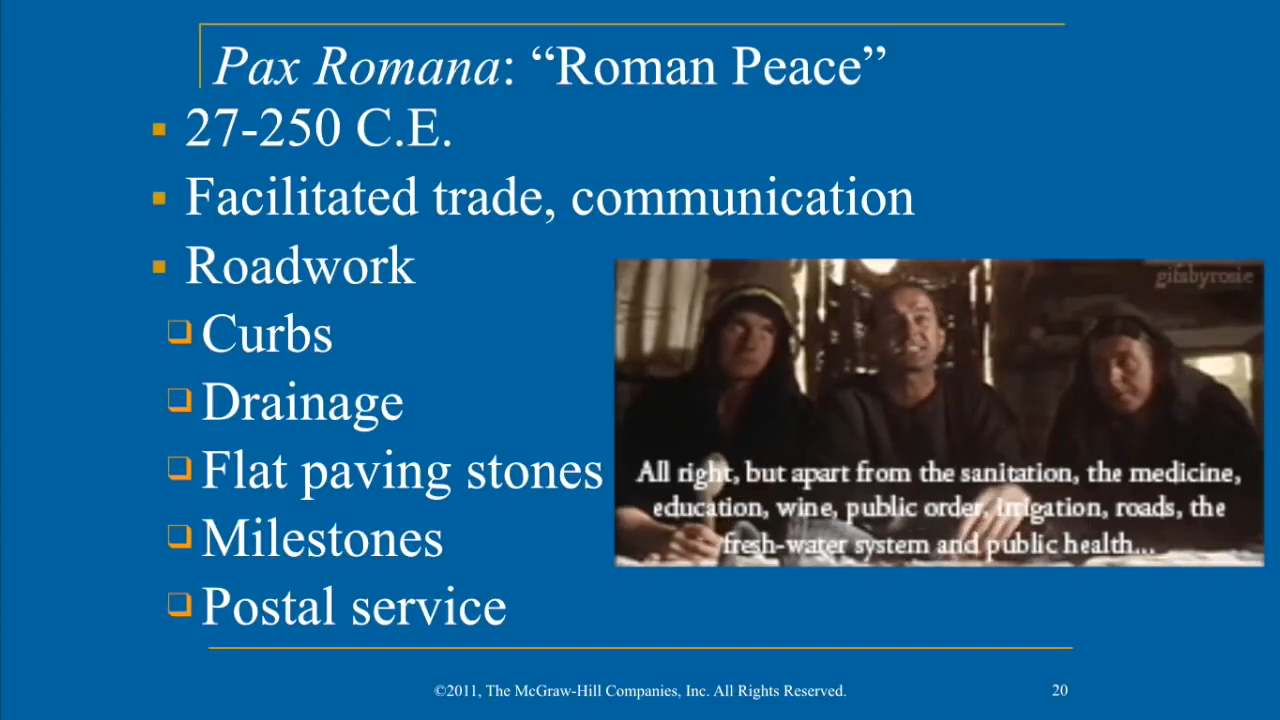 Pax Romana: “Roman Peace”
27-250 C.E.
Facilitated trade, communication
Roadwork
Curbs
Drainage
Flat paving stones
Milestones
Postal service
gifsbyrosie
All right, but apart from the sanitation, the medicine,
education, wine, public order, irrigation, roads, the
fresh-water system and public health...
©2011, The McGraw-Hill Companies, Inc. All Rights Reserved.
20